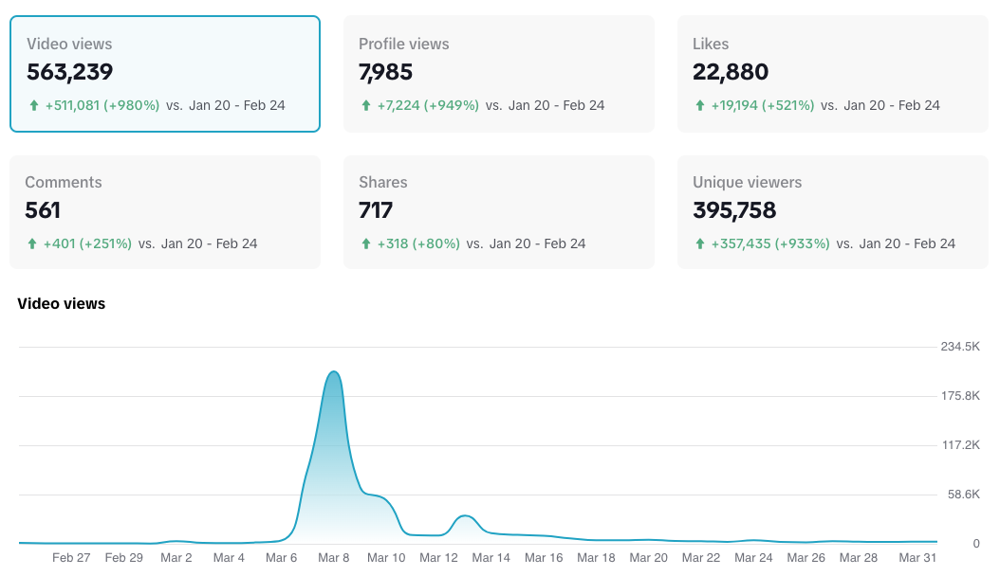 Video views
563,239
+511,081 (+980%) vs. Jan 20 - Feb 24
Profile views
7,985
+7,224 (+949%) vs. Jan 20 - Feb 24
Likes
22,880
+19,194 (+521%) vs. Jan 20 - Feb 24
Comments
561
+401 (+251%) vs. Jan 20 - Feb 24
Shares
717
+318 (+80%) vs. Jan 20 - Feb 24
Unique viewers
395,758
+357,435 (+933%) vs. Jan 20 - Feb 24
Video views
234.5K
175.8K
117.2K
58.6K
0
Feb 27 Feb 29 Mar 2 Mar 4 Mar 6 Mar 8 Mar 10 Mar 12 Mar 14 Mar 16 Mar 18 Mar 20 Mar 22 Mar 24 Mar 26 Mar 28 Mar 31